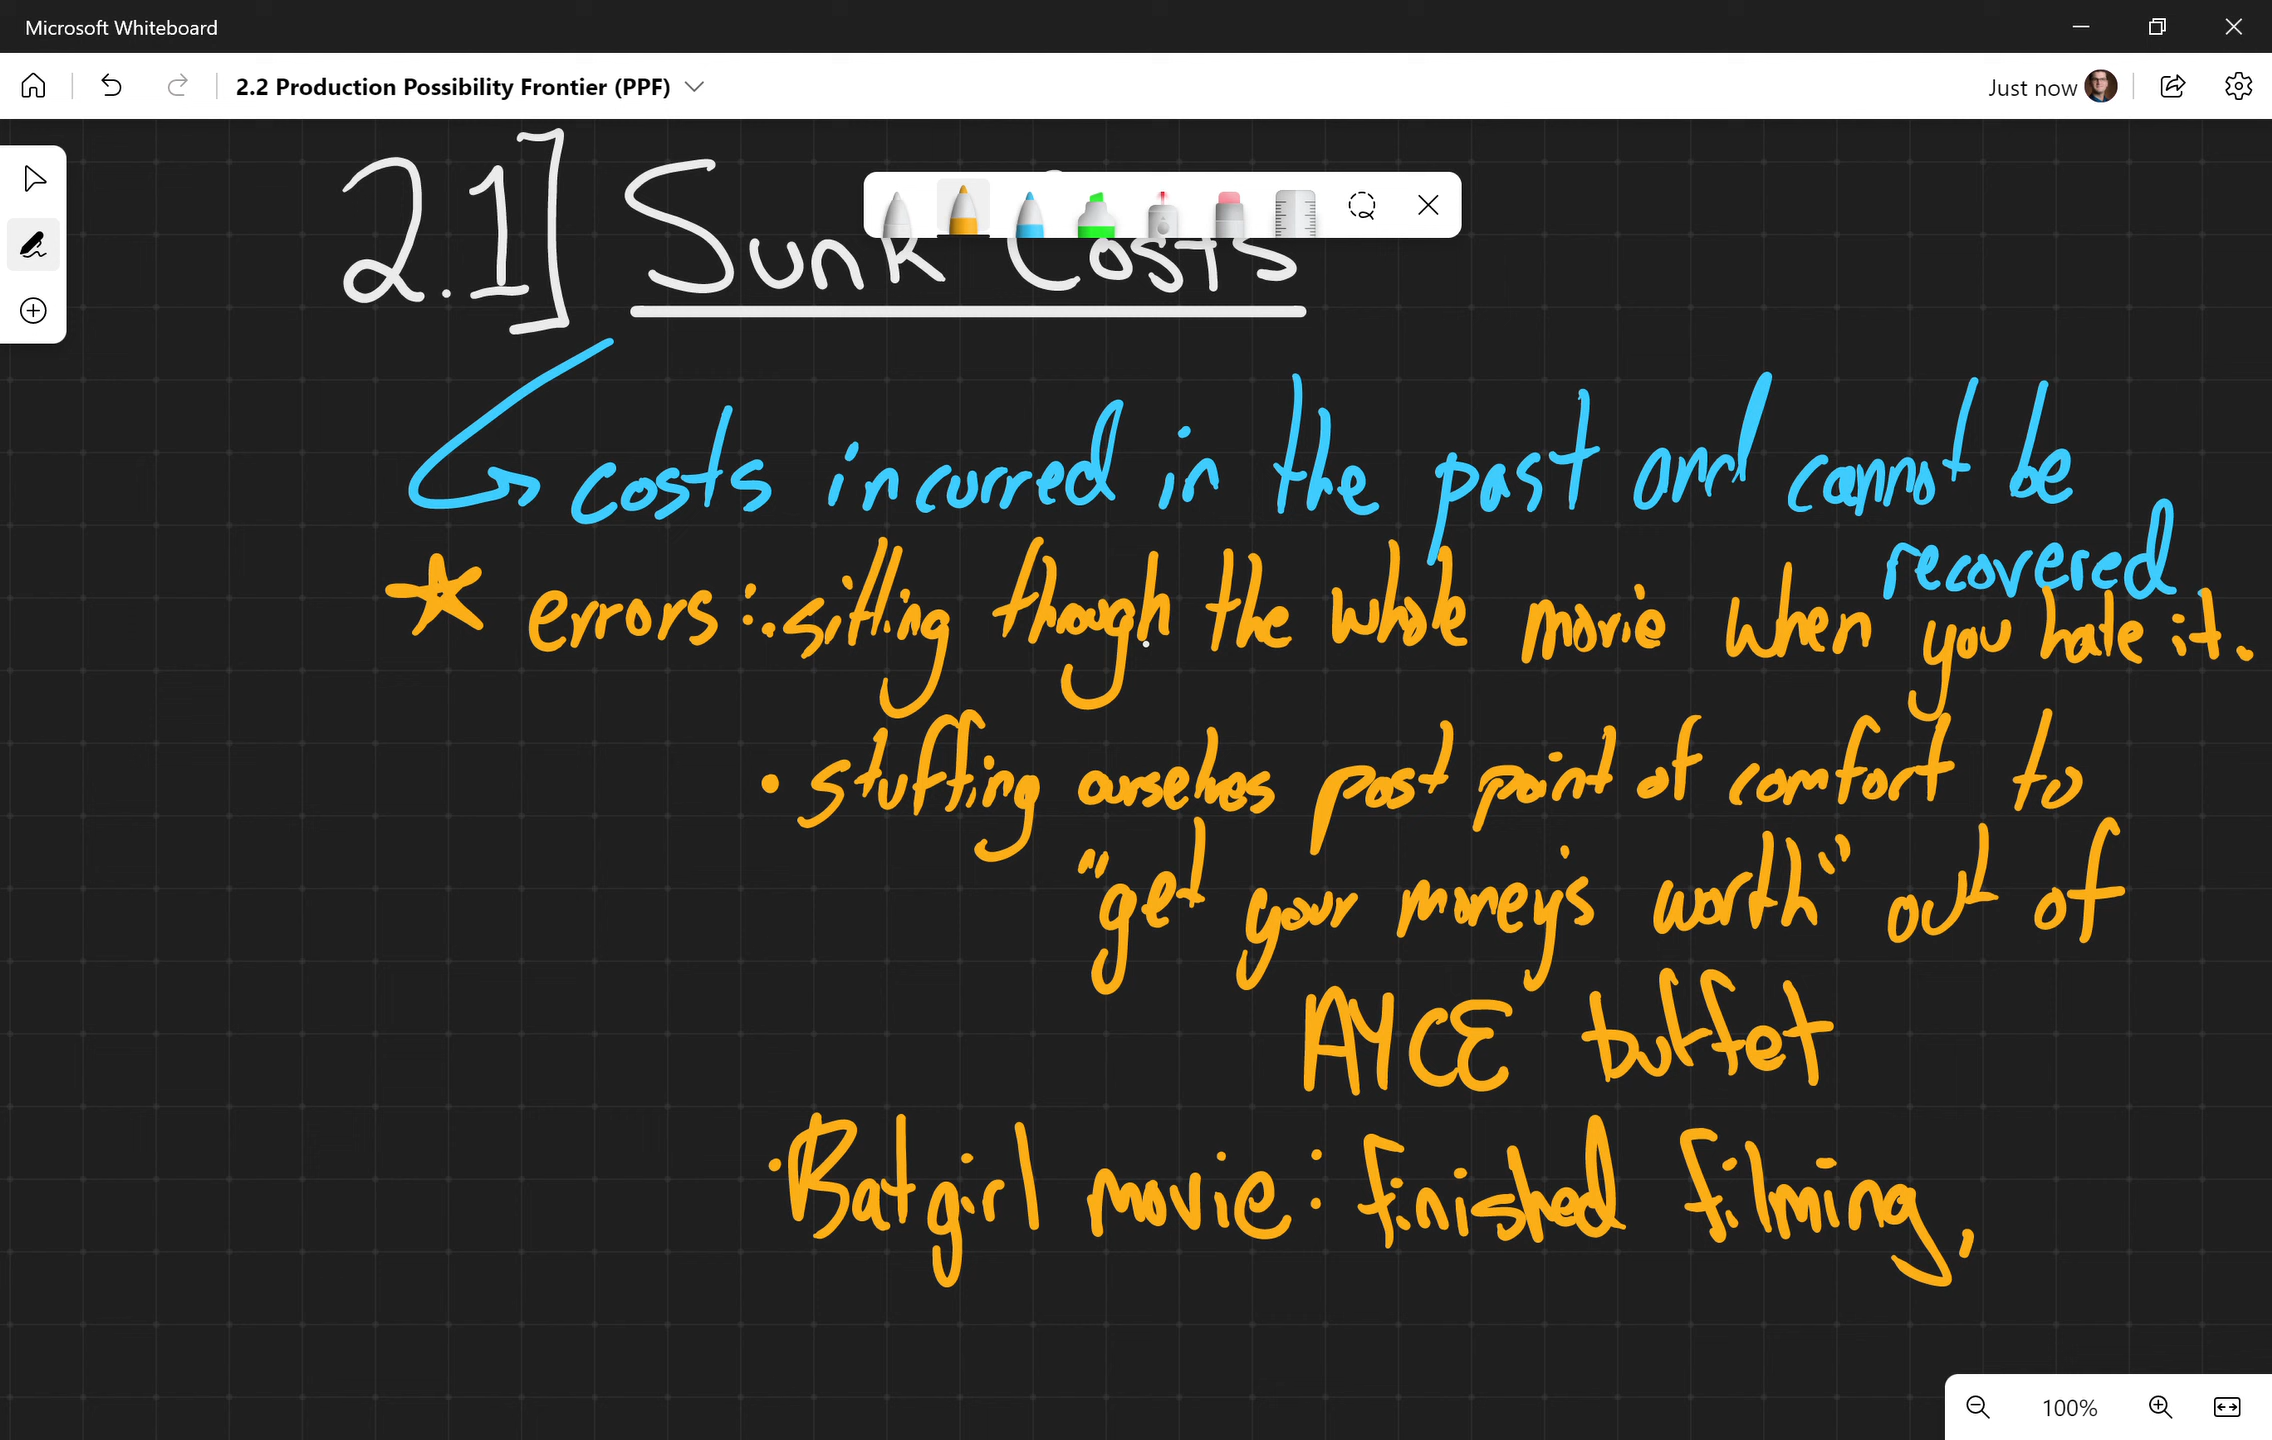 Microsoft Whiteboard
2.2 Production Possibility Frontier (PPF)
Just now
2.1] Sunk Costs
costs incurred in the past and cannot be
recovered
* errors: • sitting though the whole movie when you hate it.
• stuffing ourselves past point of comfort to
"get your money's worth" out of
AYCE buffet
• Batgirl movie: finished filming,
100%